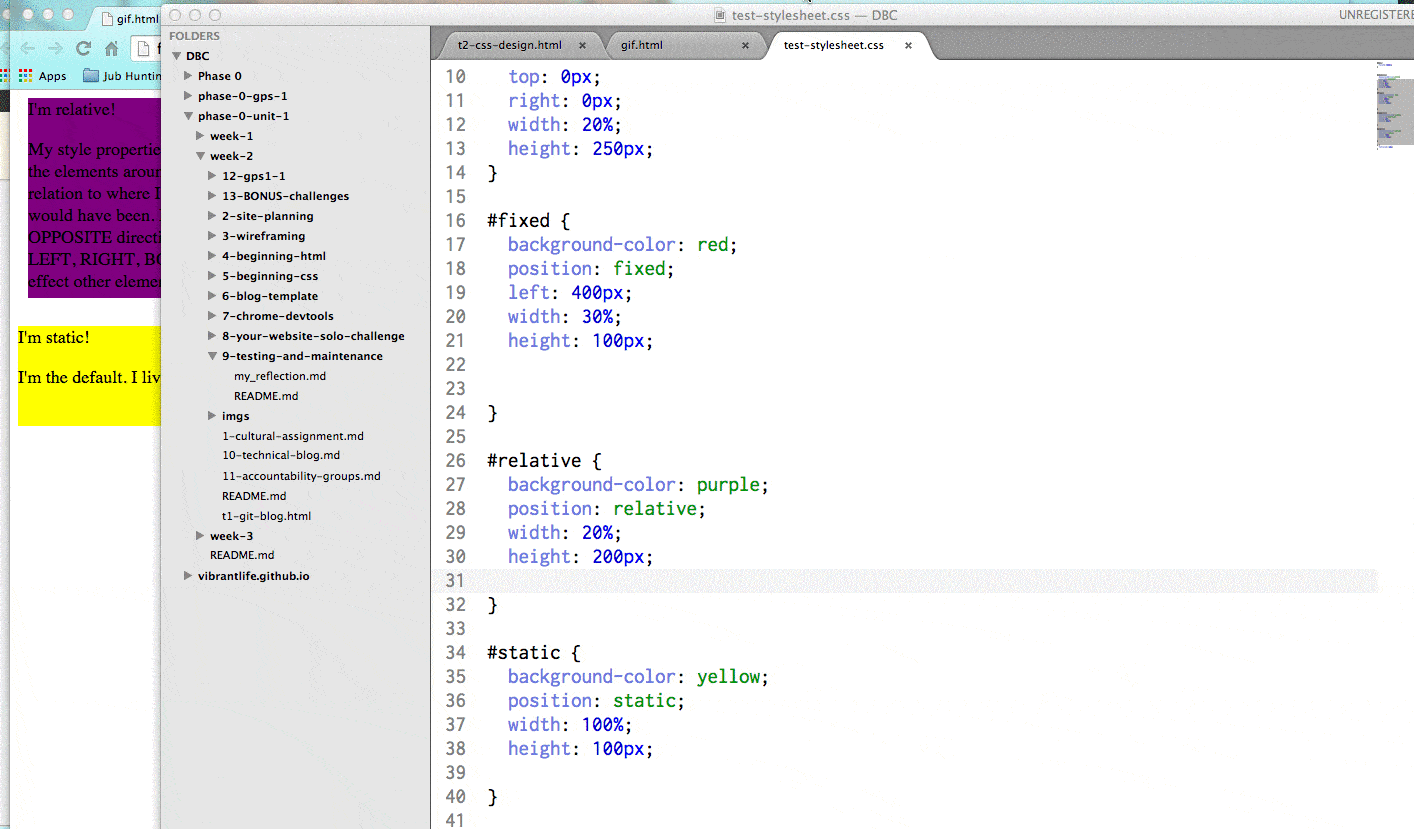 gif.html
Apps
Jub Huntin
I'm relative!
My style propertie
the elements aroun
relation to where I
would have been.
OPPOSITE directi
LEFT, RIGHT, BO
effect other eleme
I'm static!
I'm the default. I liv
test-stylesheet.css — DBC
UNREGISTERE
FOLDERS
DBC
Phase 0
phase-0-gps-1
phase-0-unit-1
week-1
week-2
12-gps1-1
13-BONUS-challenges
2-site-planning
3-wireframing
4-beginning-html
5-beginning-css
6-blog-template
7-chrome-devtools
8-your-website-solo-challenge
9-testing-and-maintenance
my_reflection.md
README.md
imgs
1-cultural-assignment.md
10-technical-blog.md
11-accountability-groups.md
README.md
t1-git-blog.html
week-3
README.md
vibrantlife.github.io
t2-css-design.html × gif.html × test-stylesheet.css ×
10 top: 0px;
11 right: 0px;
12 width: 20%;
13 height: 250px;
14 }
15
16 #fixed {
17 background-color: red;
18 position: fixed;
19 left: 400px;
20 width: 30%;
21 height: 100px;
22
23
24 }
25
26 #relative {
27 background-color: purple;
28 position: relative;
29 width: 20%;
30 height: 200px;
31
32 }
33
34 #static {
35 background-color: yellow;
36 position: static;
37 width: 100%;
38 height: 100px;
39
40 }
41